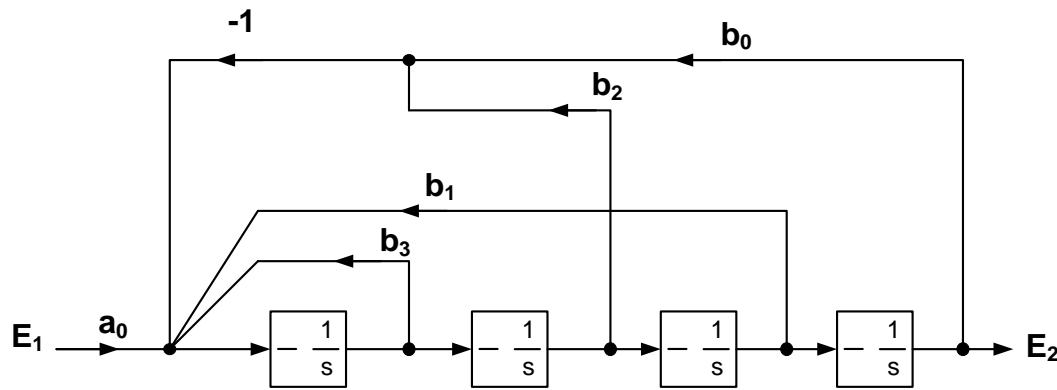 -1
b₀
b₂
b₁
b₃
E₁
a₀
- 1/s
- 1/s
- 1/s
- 1/s
E₂